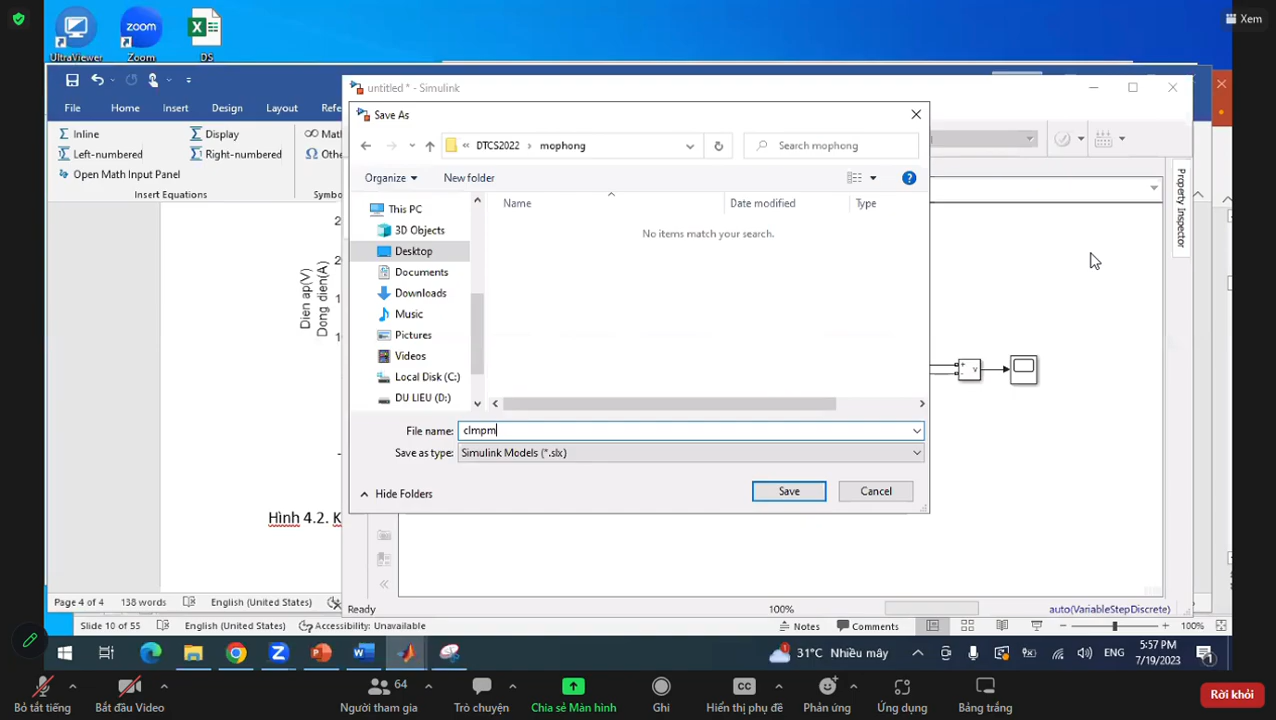 Xem
UltraViewer
Zoom
DS
File
Home
Insert
Design
Layout
Refe
Inline
Display
Math
Left-numbered
Right-numbered
Othe
Open Math Input Panel
Insert Equations
Symbo
Dien ap(V)
Dong dien(A)
Hình 4.2. K
untitled * - Simulink
Save As
DTCS2022 › mophong
Search mophong
Organize
New folder
This PC
3D Objects
Desktop
Documents
Downloads
Music
Pictures
Videos
Local Disk (C:)
DU LIEU (D:)
Name
Date modified
Type
No items match your search.
File name:
clmpm
Save as type:
Simulink Models (*.slx)
Hide Folders
Save
Cancel
Property Inspector
+
-
v
Ready
100%
auto(VariableStepDiscrete)
Page 4 of 4
138 words
English (United States)
Slide 10 of 55
English (United States)
Accessibility: Unavailable
Notes
Comments
100%
31°C Nhiều mây
ENG
5:57 PM
7/19/2023
1
64
Bỏ tắt tiếng
Bắt đầu Video
Người tham gia
Trò chuyện
Chia sẻ Màn hình
Ghi
CC
Hiển thị phụ đề
Phản ứng
Ứng dụng
Bảng trắng
Rời khỏi